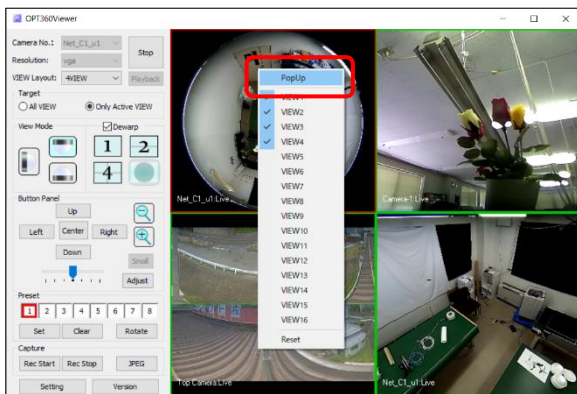 OPT360Viewer
Camera No.: Net_C1_u1
Stop
Resolution: vga
VIEW Layout: 4VIEW
Playback
Target
All VIEW Only Active VIEW
View Mode
Dewarp
1 2
4
Button Panel
Up
Left Center Right
Down
Small
Adjust
Preset
1 2 3 4 5 6 7 8
Set Clear Rotate
Capture
Rec Start Rec Stop JPEG
Setting Version
Net_C1_u1:Live
Camera-1:Live
Top Camera:Live
Net_C1_u1:Live
PopUp
VIEW1
VIEW2
VIEW3
VIEW4
VIEW5
VIEW6
VIEW7
VIEW8
VIEW9
VIEW10
VIEW11
VIEW12
VIEW13
VIEW14
VIEW15
VIEW16
Reset